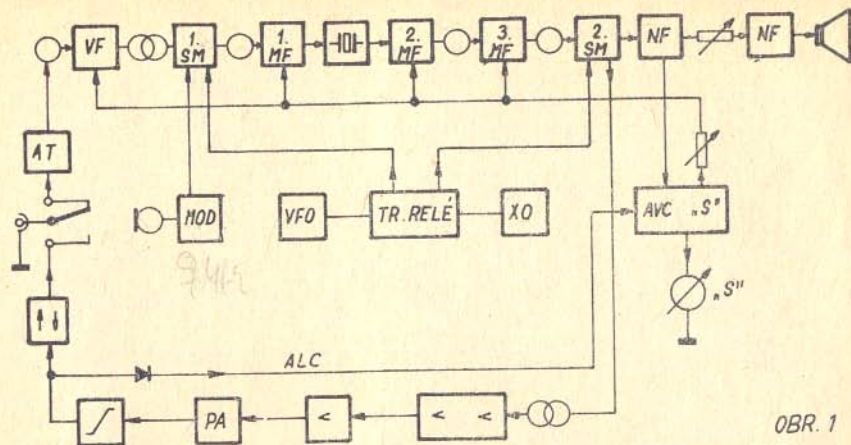 VF
1. SM
1. MF
2. MF
3. MF
2. SM
NF
NF
AT
MOD
VFO
TR. RELÉ
XO
AVC „S"
„S"
ALC
PA
<
< <
OBR. 1